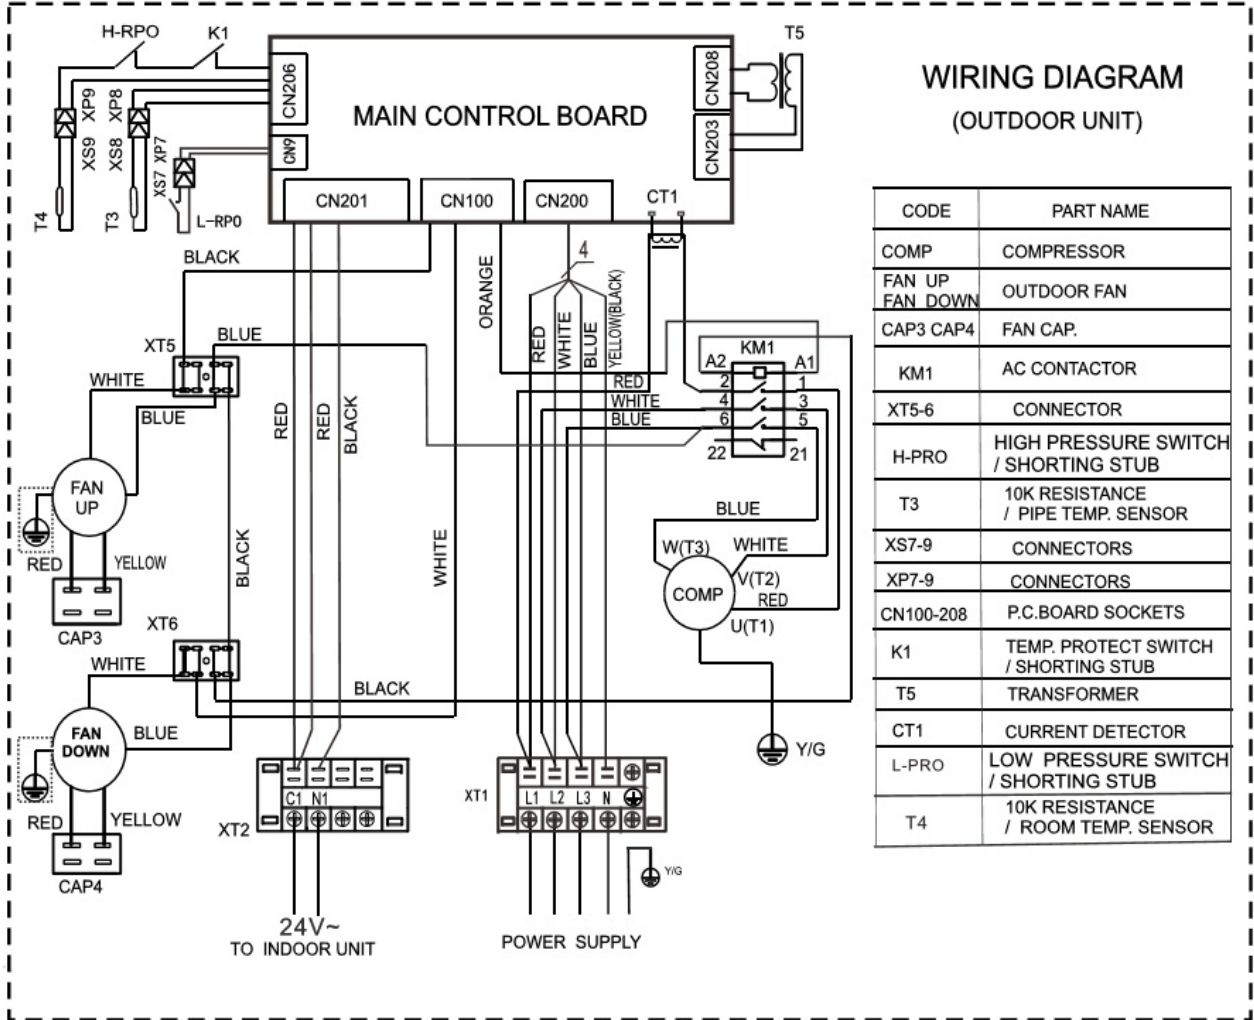 H-RPO
K1
T5
WIRING DIAGRAM
(OUTDOOR UNIT)
MAIN CONTROL BOARD
CN206
CN9
CN208
CN203
XP9
XS9
XP8
XS8
XP7
XS7
T4
T3
L-RPO
CN201
CN100
CN200
CT1
BLACK
ORANGE
4
RED
WHITE
BLUE
YELLOW(BLACK)
XT5
BLUE
WHITE
BLUE
RED
RED
BLACK
KM1
A2
A1
RED
2
1
WHITE
4
3
BLUE
6
5
22
21
FAN
UP
RED
YELLOW
CAP3
BLACK
WHITE
BLUE
W(T3)
WHITE
COMP
V(T2)
RED
U(T1)
Y/G
XT6
WHITE
BLACK
FAN
DOWN
BLUE
RED
YELLOW
CAP4
XT2
C1 N1
XT1
L1 L2 L3 N
Y/G
24V~
TO INDOOR UNIT
POWER SUPPLY
CODE PART NAME
COMP COMPRESSOR
FAN UP
FAN DOWN OUTDOOR FAN
CAP3 CAP4 FAN CAP.
KM1 AC CONTACTOR
XT5-6 CONNECTOR
H-PRO HIGH PRESSURE SWITCH
/ SHORTING STUB
T3 10K RESISTANCE
/ PIPE TEMP. SENSOR
XS7-9 CONNECTORS
XP7-9 CONNECTORS
CN100-208 P.C.BOARD SOCKETS
K1 TEMP. PROTECT SWITCH
/ SHORTING STUB
T5 TRANSFORMER
CT1 CURRENT DETECTOR
L-PRO LOW PRESSURE SWITCH
/ SHORTING STUB
T4 10K RESISTANCE
/ ROOM TEMP. SENSOR